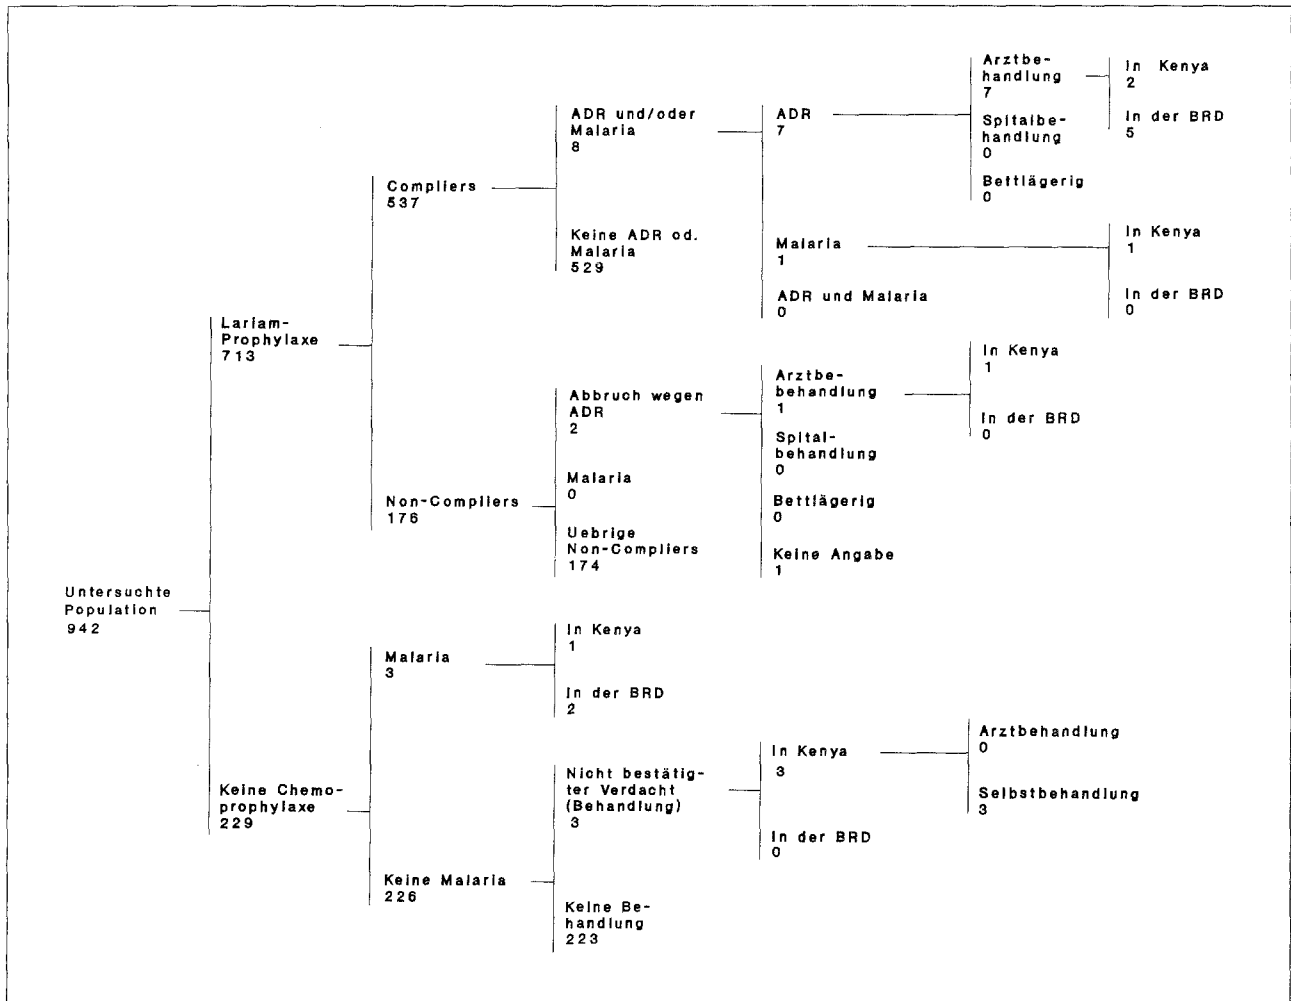 Untersuchte
Population
942
Lariam-
Prophylaxe
713
Keine Chemo-
prophylaxe
229
Compliers
537
Non-Compliers
176
Malaria
3
Keine Malaria
226
ADR und/oder
Malaria
8
Keine ADR od.
Malaria
529
Abbruch wegen
ADR
2
Malaria
0
Uebrige
Non-Compliers
174
In Kenya
1
In der BRD
2
Nicht bestätig-
ter Verdacht
(Behandlung)
3
Keine Be-
handlung
223
ADR
7
Malaria
1
ADR und Malaria
0
Arztbe-
behandlung
1
Spital-
behandlung
0
Bettlägerig
0
Keine Angabe
1
In Kenya
3
In der BRD
0
Arztbe-
handlung
7
Spitalbe-
handlung
0
Bettlägerig
0
In Kenya
1
In der BRD
0
Arztbehandlung
0
Selbstbehandlung
3
In Kenya
2
In der BRD
5
In Kenya
1
In der BRD
0